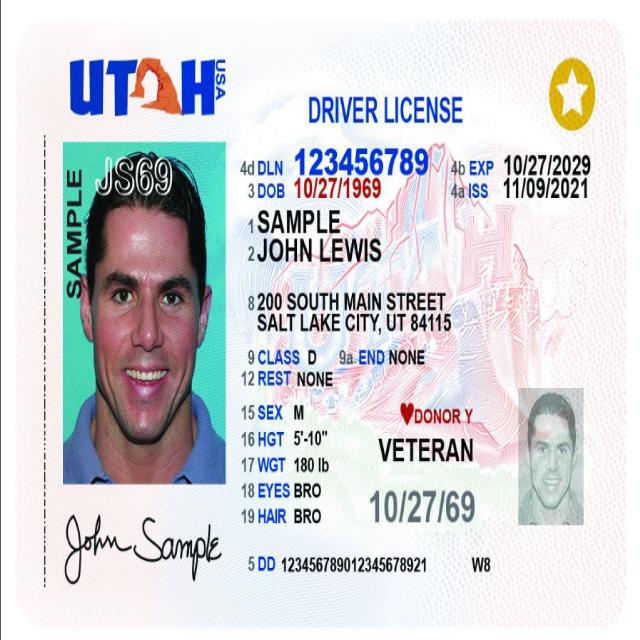 UTAH USA
DRIVER LICENSE
SAMPLE
JS69
4d DLN 123456789 4b EXP 10/27/2029
3 DOB 10/27/1969 4a ISS 11/09/2021
1 SAMPLE
2 JOHN LEWIS
8 200 SOUTH MAIN STREET
SALT LAKE CITY, UT 84115
9 CLASS D 9a END NONE
12 REST NONE
15 SEX M
DONOR Y
16 HGT 5'-10"
VETERAN
17 WGT 180 lb
18 EYES BRO
19 HAIR BRO
10/27/69
John Sample
5 DD 123456789012345678921 W8
UTAH